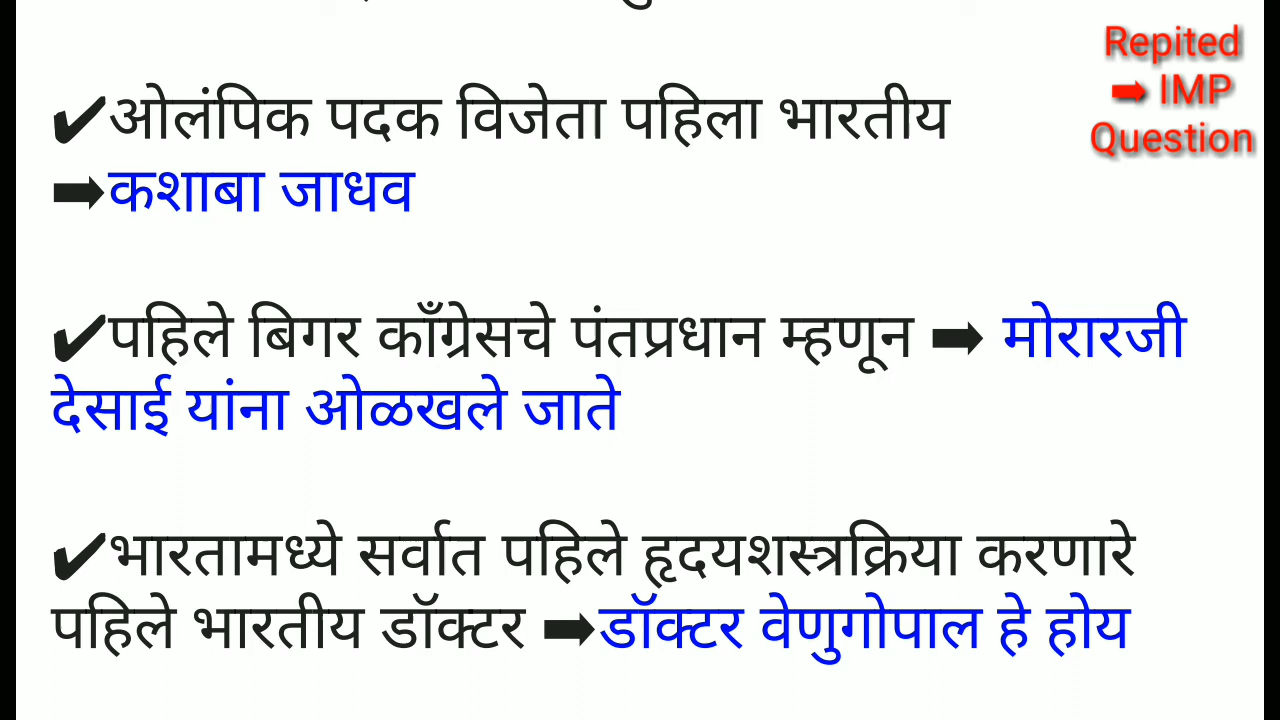 ✔ओलंपिक पदक विजेता पहिला भारतीय
➡कशाबा जाधव
✔पहिले बिगर काँग्रेसचे पंतप्रधान म्हणून ➡ मोरारजी
देसाई यांना ओळखले जाते
✔भारतामध्ये सर्वात पहिले हृदयशस्त्रक्रिया करणारे
पहिले भारतीय डॉक्टर ➡डॉक्टर वेणुगोपाल हे होय
Repited
➡ IMP
Question